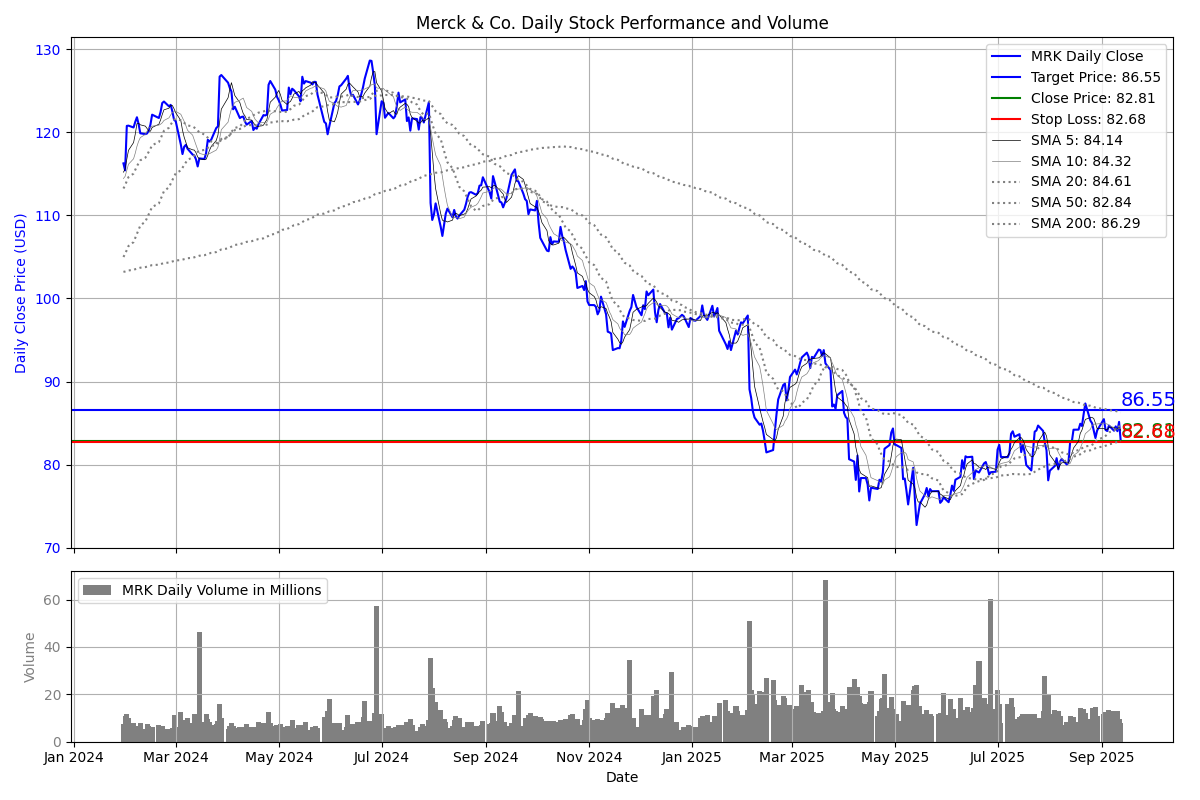 Merck & Co. Daily Stock Performance and Volume
Daily Close Price (USD)
130
120
110
100
90
80
70
MRK Daily Close
Target Price: 86.55
Close Price: 82.81
Stop Loss: 82.68
SMA 5: 84.14
SMA 10: 84.32
SMA 20: 84.61
SMA 50: 82.84
SMA 200: 86.29
86.55
82.81
82.68
Volume
60
40
20
0
MRK Daily Volume in Millions
Jan 2024
Mar 2024
May 2024
Jul 2024
Sep 2024
Nov 2024
Jan 2025
Mar 2025
May 2025
Jul 2025
Sep 2025
Date